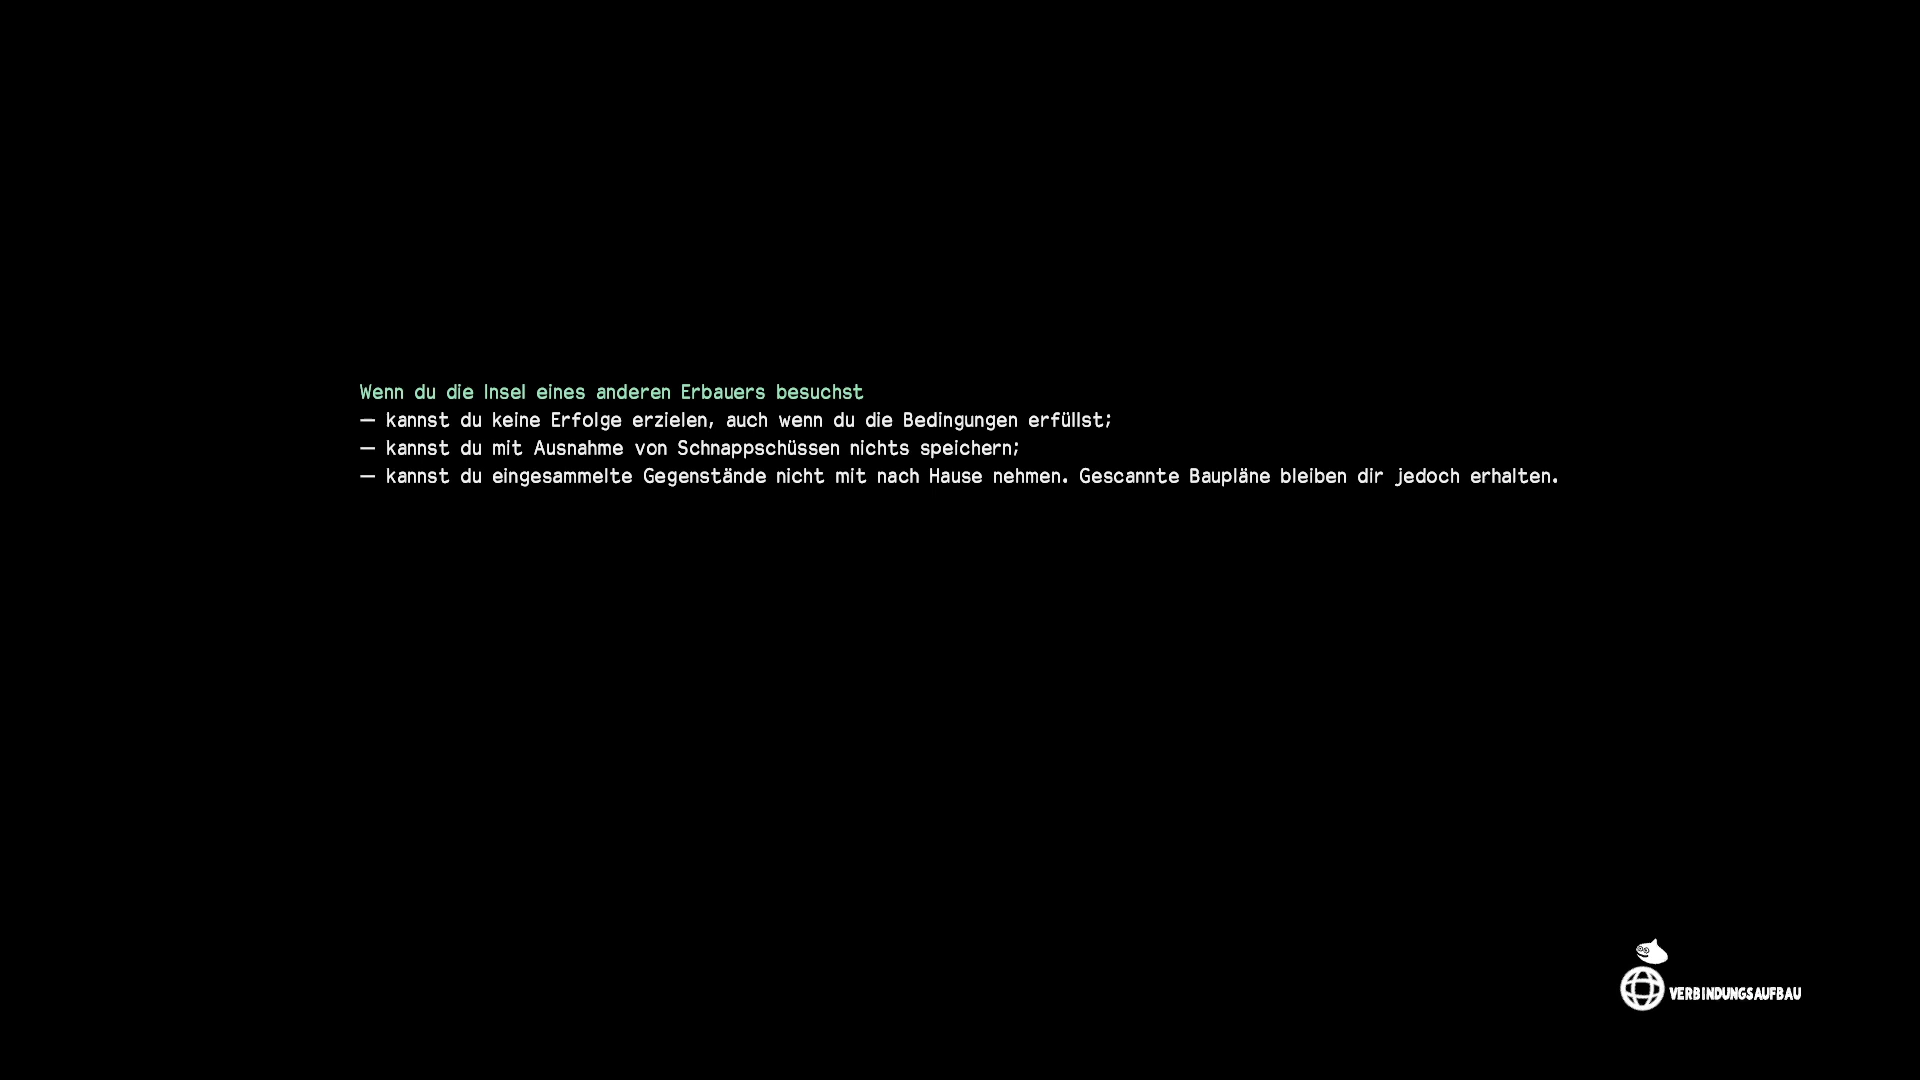 Wenn du die Insel eines anderen Erbauers besuchst
— kannst du keine Erfolge erzielen, auch wenn du die Bedingungen erfüllst;
— kannst du mit Ausnahme von Schnappschüssen nichts speichern;
— kannst du eingesammelte Gegenstände nicht mit nach Hause nehmen. Gescannte Baupläne bleiben dir jedoch erhalten.
VERBINDUNGSAUFBAU